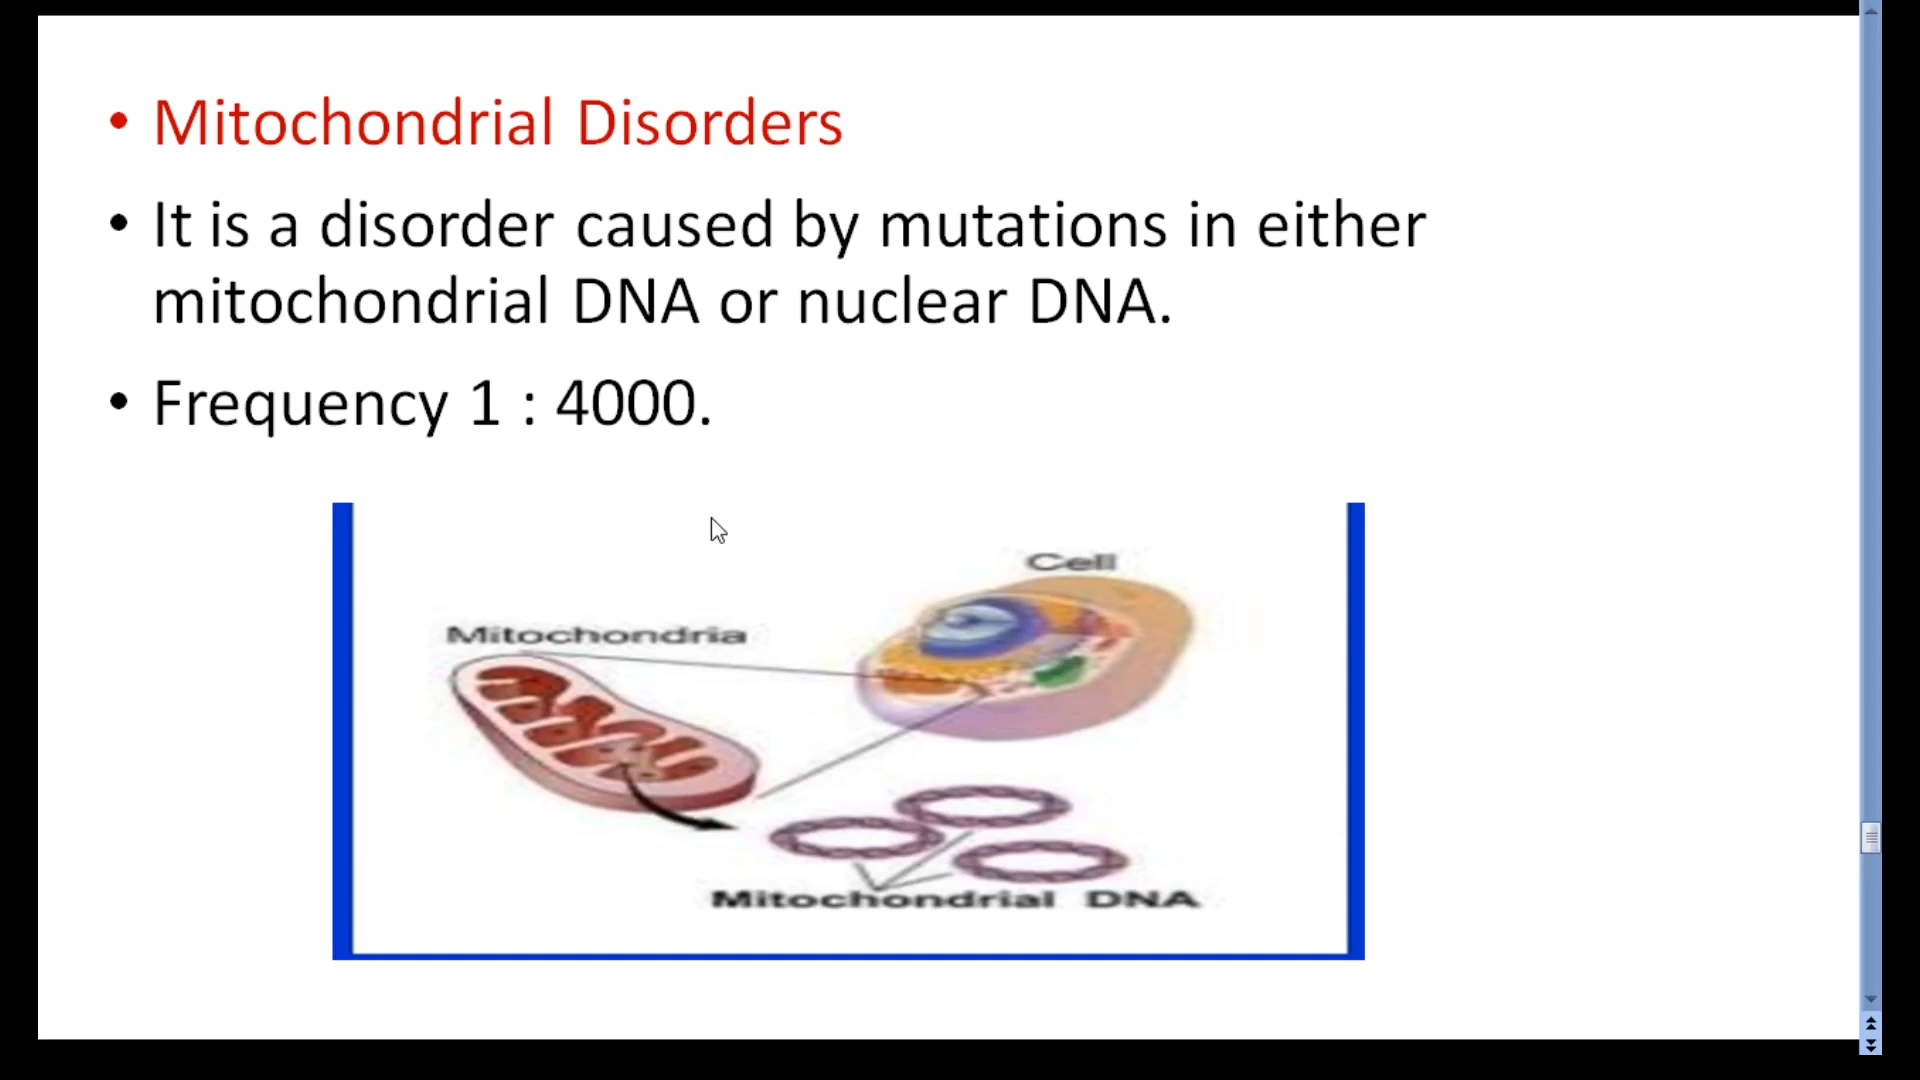 • Mitochondrial Disorders
• It is a disorder caused by mutations in either
mitochondrial DNA or nuclear DNA.
• Frequency 1 : 4000.
Cell
Mitochondria
Mitochondrial DNA